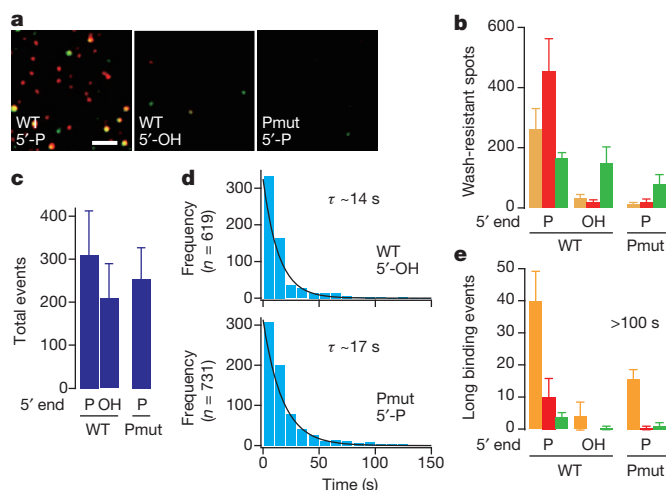 a
WT
5′-P
WT
5′-OH
Pmut
5′-P
b
Wash-resistant spots
600
400
200
0
5′ end
P
OH
P
WT
Pmut
c
Total events
400
300
200
100
0
5′ end
P OH
P
WT
Pmut
d
Frequency
(n = 619)
300
200
100
0
τ ~14 s
WT
5′-OH
Frequency
(n = 731)
300
200
100
0
τ ~17 s
Pmut
5′-P
0 50 100 150
Time (s)
e
Long binding events
50
40
30
20
10
0
>100 s
5′ end
P
OH
P
WT
Pmut